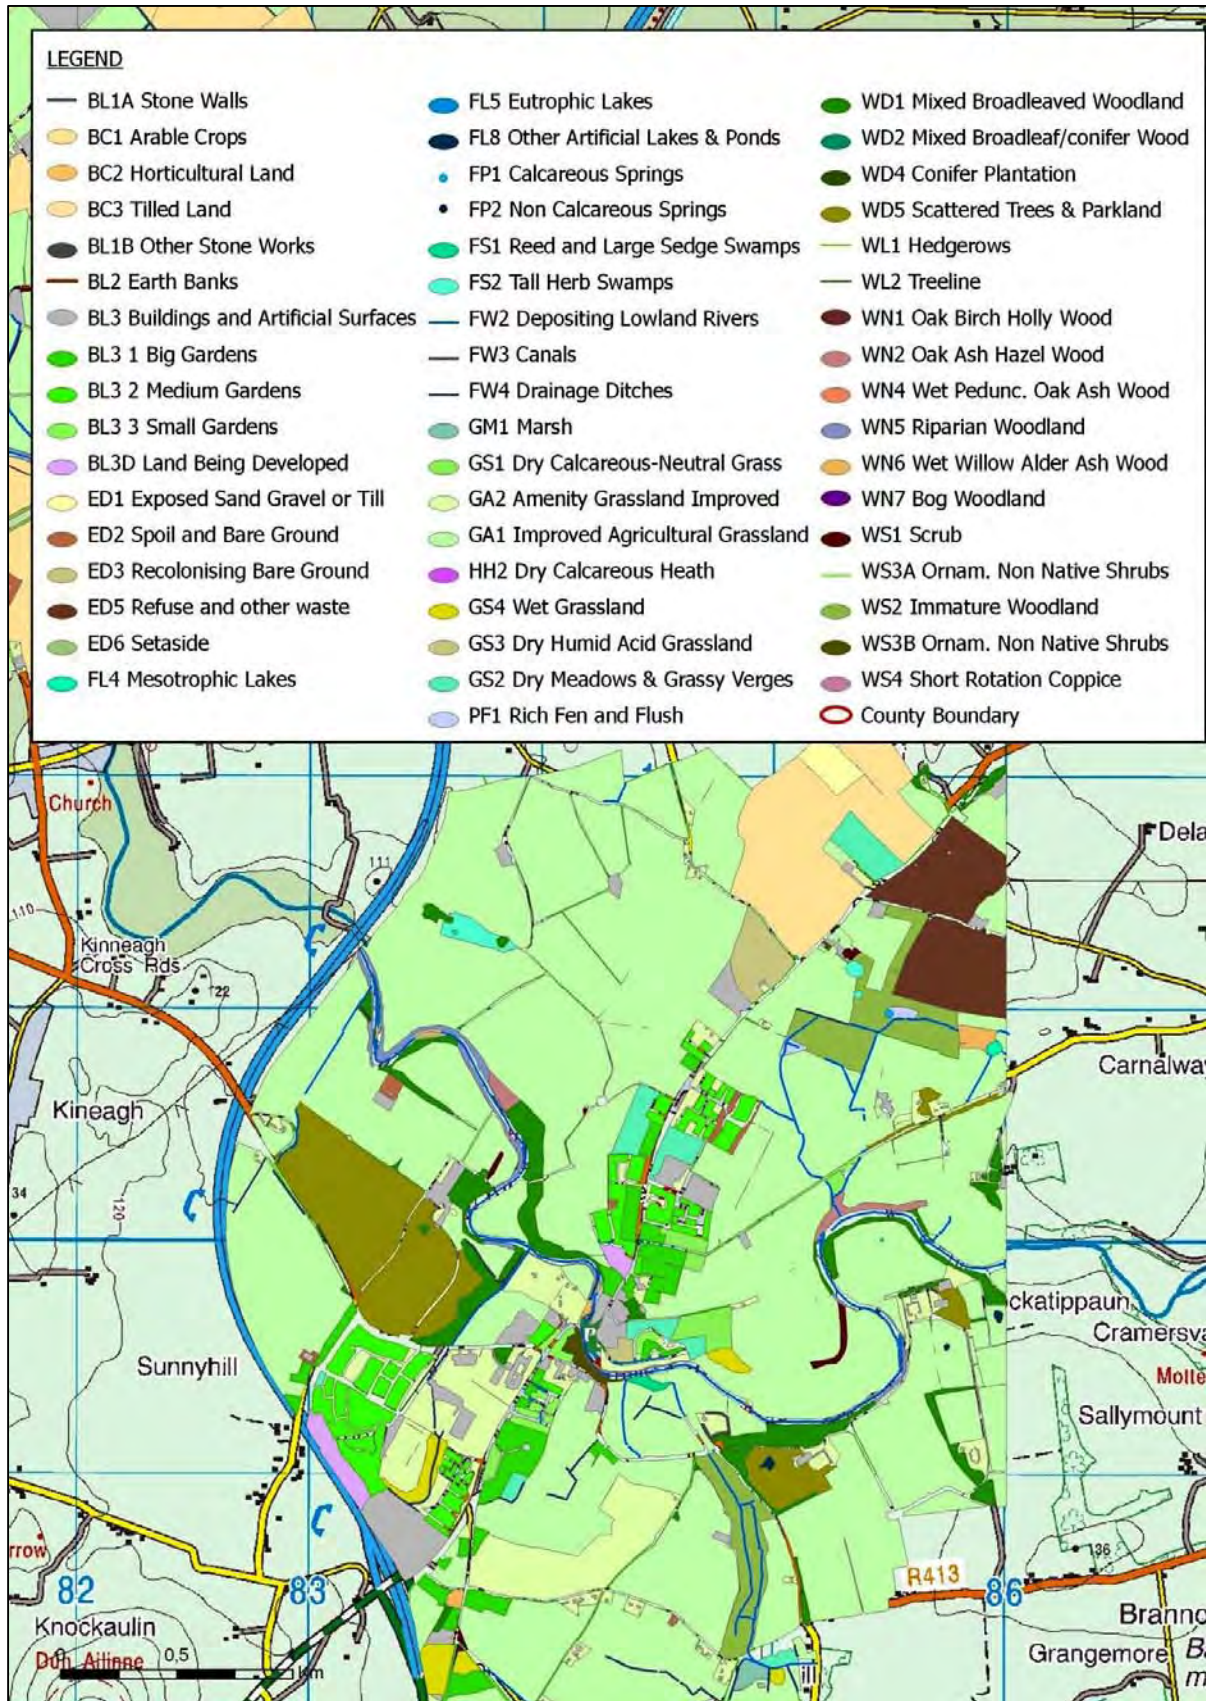 LEGEND
BL1A Stone Walls
BC1 Arable Crops
BC2 Horticultural Land
BC3 Tilled Land
BL1B Other Stone Works
BL2 Earth Banks
BL3 Buildings and Artificial Surfaces
BL3 1 Big Gardens
BL3 2 Medium Gardens
BL3 3 Small Gardens
BL3D Land Being Developed
ED1 Exposed Sand Gravel or Till
ED2 Spoil and Bare Ground
ED3 Recolonising Bare Ground
ED5 Refuse and other waste
ED6 Setaside
FL4 Mesotrophic Lakes
FL5 Eutrophic Lakes
FL8 Other Artificial Lakes & Ponds
FP1 Calcareous Springs
FP2 Non Calcareous Springs
FS1 Reed and Large Sedge Swamps
FS2 Tall Herb Swamps
FW2 Depositing Lowland Rivers
FW3 Canals
FW4 Drainage Ditches
GM1 Marsh
GS1 Dry Calcareous-Neutral Grass
GA2 Amenity Grassland Improved
GA1 Improved Agricultural Grassland
HH2 Dry Calcareous Heath
GS4 Wet Grassland
GS3 Dry Humid Acid Grassland
GS2 Dry Meadows & Grassy Verges
PF1 Rich Fen and Flush
WD1 Mixed Broadleaved Woodland
WD2 Mixed Broadleaf/conifer Wood
WD4 Conifer Plantation
WD5 Scattered Trees & Parkland
WL1 Hedgerows
WL2 Treeline
WN1 Oak Birch Holly Wood
WN2 Oak Ash Hazel Wood
WN4 Wet Pedunc. Oak Ash Wood
WN5 Riparian Woodland
WN6 Wet Willow Alder Ash Wood
WN7 Bog Woodland
WS1 Scrub
WS3A Ornam. Non Native Shrubs
WS2 Immature Woodland
WS3B Ornam. Non Native Shrubs
WS4 Short Rotation Coppice
County Boundary
Church
Dela
111
110
Kinneagh
Cross Rds
122
Carnalway
Kineagh
34
120
ckatippaun
Cramersva
Sunnyhill
Motte
Sallymount
rrow
136
82
83
R413
86
Knockaulin
Brannо
Dún Ailinne
0
0,5
1
km
ill
Grangemore
Ba
m